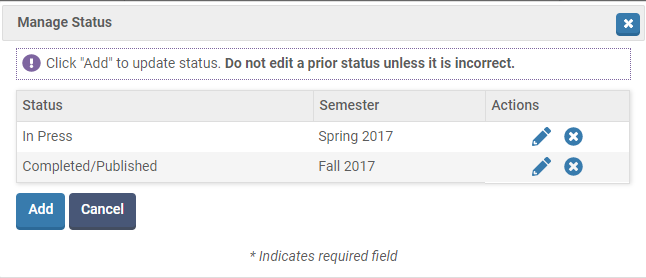 Manage Status
Click "Add" to update status. Do not edit a prior status unless it is incorrect.
Status Semester Actions
In Press Spring 2017
Completed/Published Fall 2017
Add Cancel
* Indicates required field